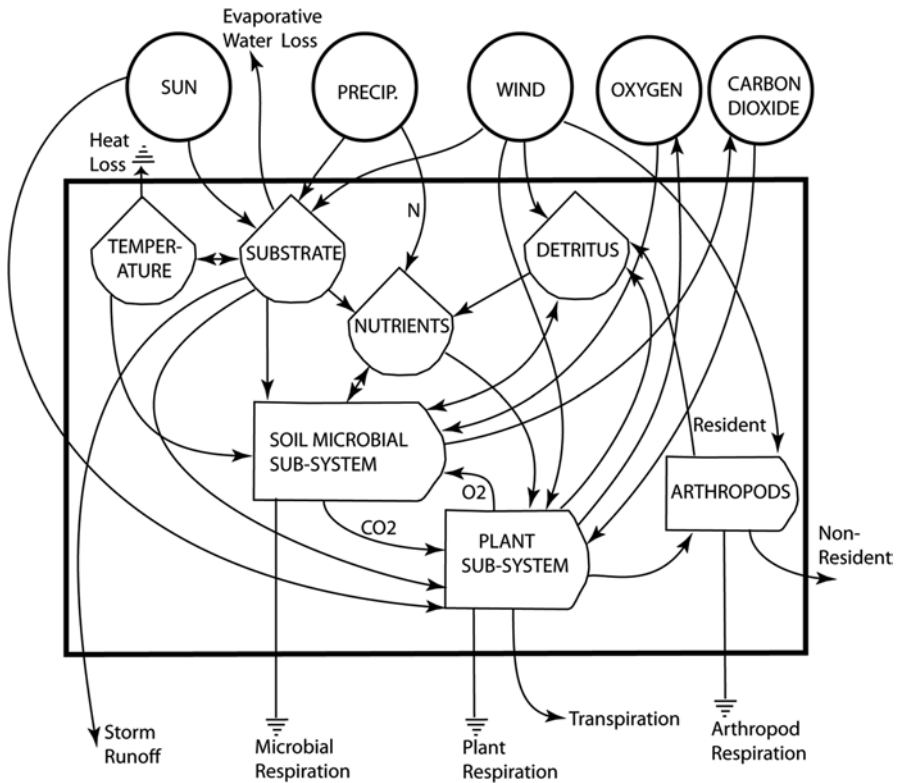 Evaporative
Water Loss
SUN
PRECIP.
WIND
OXYGEN
CARBON
DIOXIDE
Heat
Loss
N
TEMPER-
ATURE
SUBSTRATE
DETRITUS
NUTRIENTS
Resident
SOIL MICROBIAL
SUB-SYSTEM
O2
ARTHROPODS
CO2
PLANT
SUB-SYSTEM
Non-
Resident
Storm
Runoff
Microbial
Respiration
Plant
Respiration
Transpiration
Arthropod
Respiration